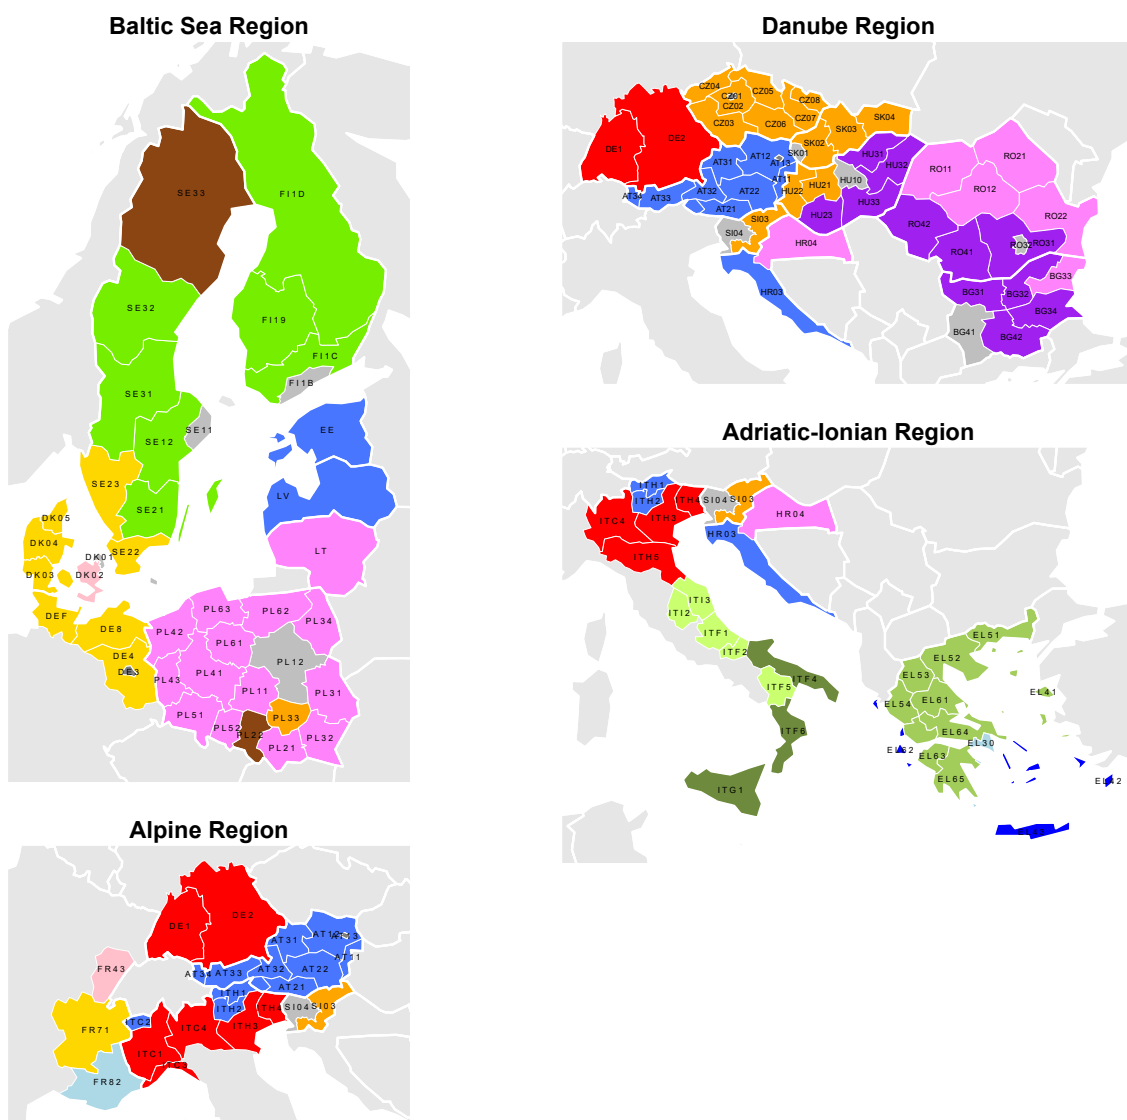 Baltic Sea Region
SE33
FI1D
SE32
FI19
FI1C
FI1B
SE31
SE11
SE12
EE
SE23
LV
SE21
DK05
DK04
SE22
DK01
LT
DK03
DK02
DEF
PL63
PL62
PL34
DE8
PL42
PL61
DE4
PL12
DE3
PL43
PL41
PL11
PL31
PL51
PL33
PL52
PL22
PL32
PL21
Danube Region
CZ04
CZ05
CZ01
CZ02
CZ08
CZ03
CZ06
CZ07
SK04
SK03
DE2
DE1
SK02
SK01
AT12
AT13
AT31
HU31
HU32
RO21
RO11
AT11
HU10
HU21
HU22
AT32
AT22
AT34
AT33
RO12
HU33
AT21
HU23
SI03
RO22
RO42
SI04
HR04
RO32
RO31
RO41
BG33
HR03
BG31
BG32
BG34
BG41
BG42
Adriatic-Ionian Region
ITH1
ITH2
ITH4
SI04
SI03
ITC4
ITH3
HR04
HR03
ITH5
ITI3
ITI2
ITF1
ITF2
EL51
EL52
ITF4
EL53
ITF5
EL41
EL54
EL61
ITF6
EL64
EL30
EL62
EL63
EL65
EL42
ITG1
EL43
Alpine Region
DE2
DE1
AT12
AT13
AT31
AT11
FR43
AT34
AT33
AT32
AT22
AT21
ITH1
ITH2
ITH4
SI04
SI03
ITC2
FR71
ITC4
ITH3
ITC1
ITC3
FR82